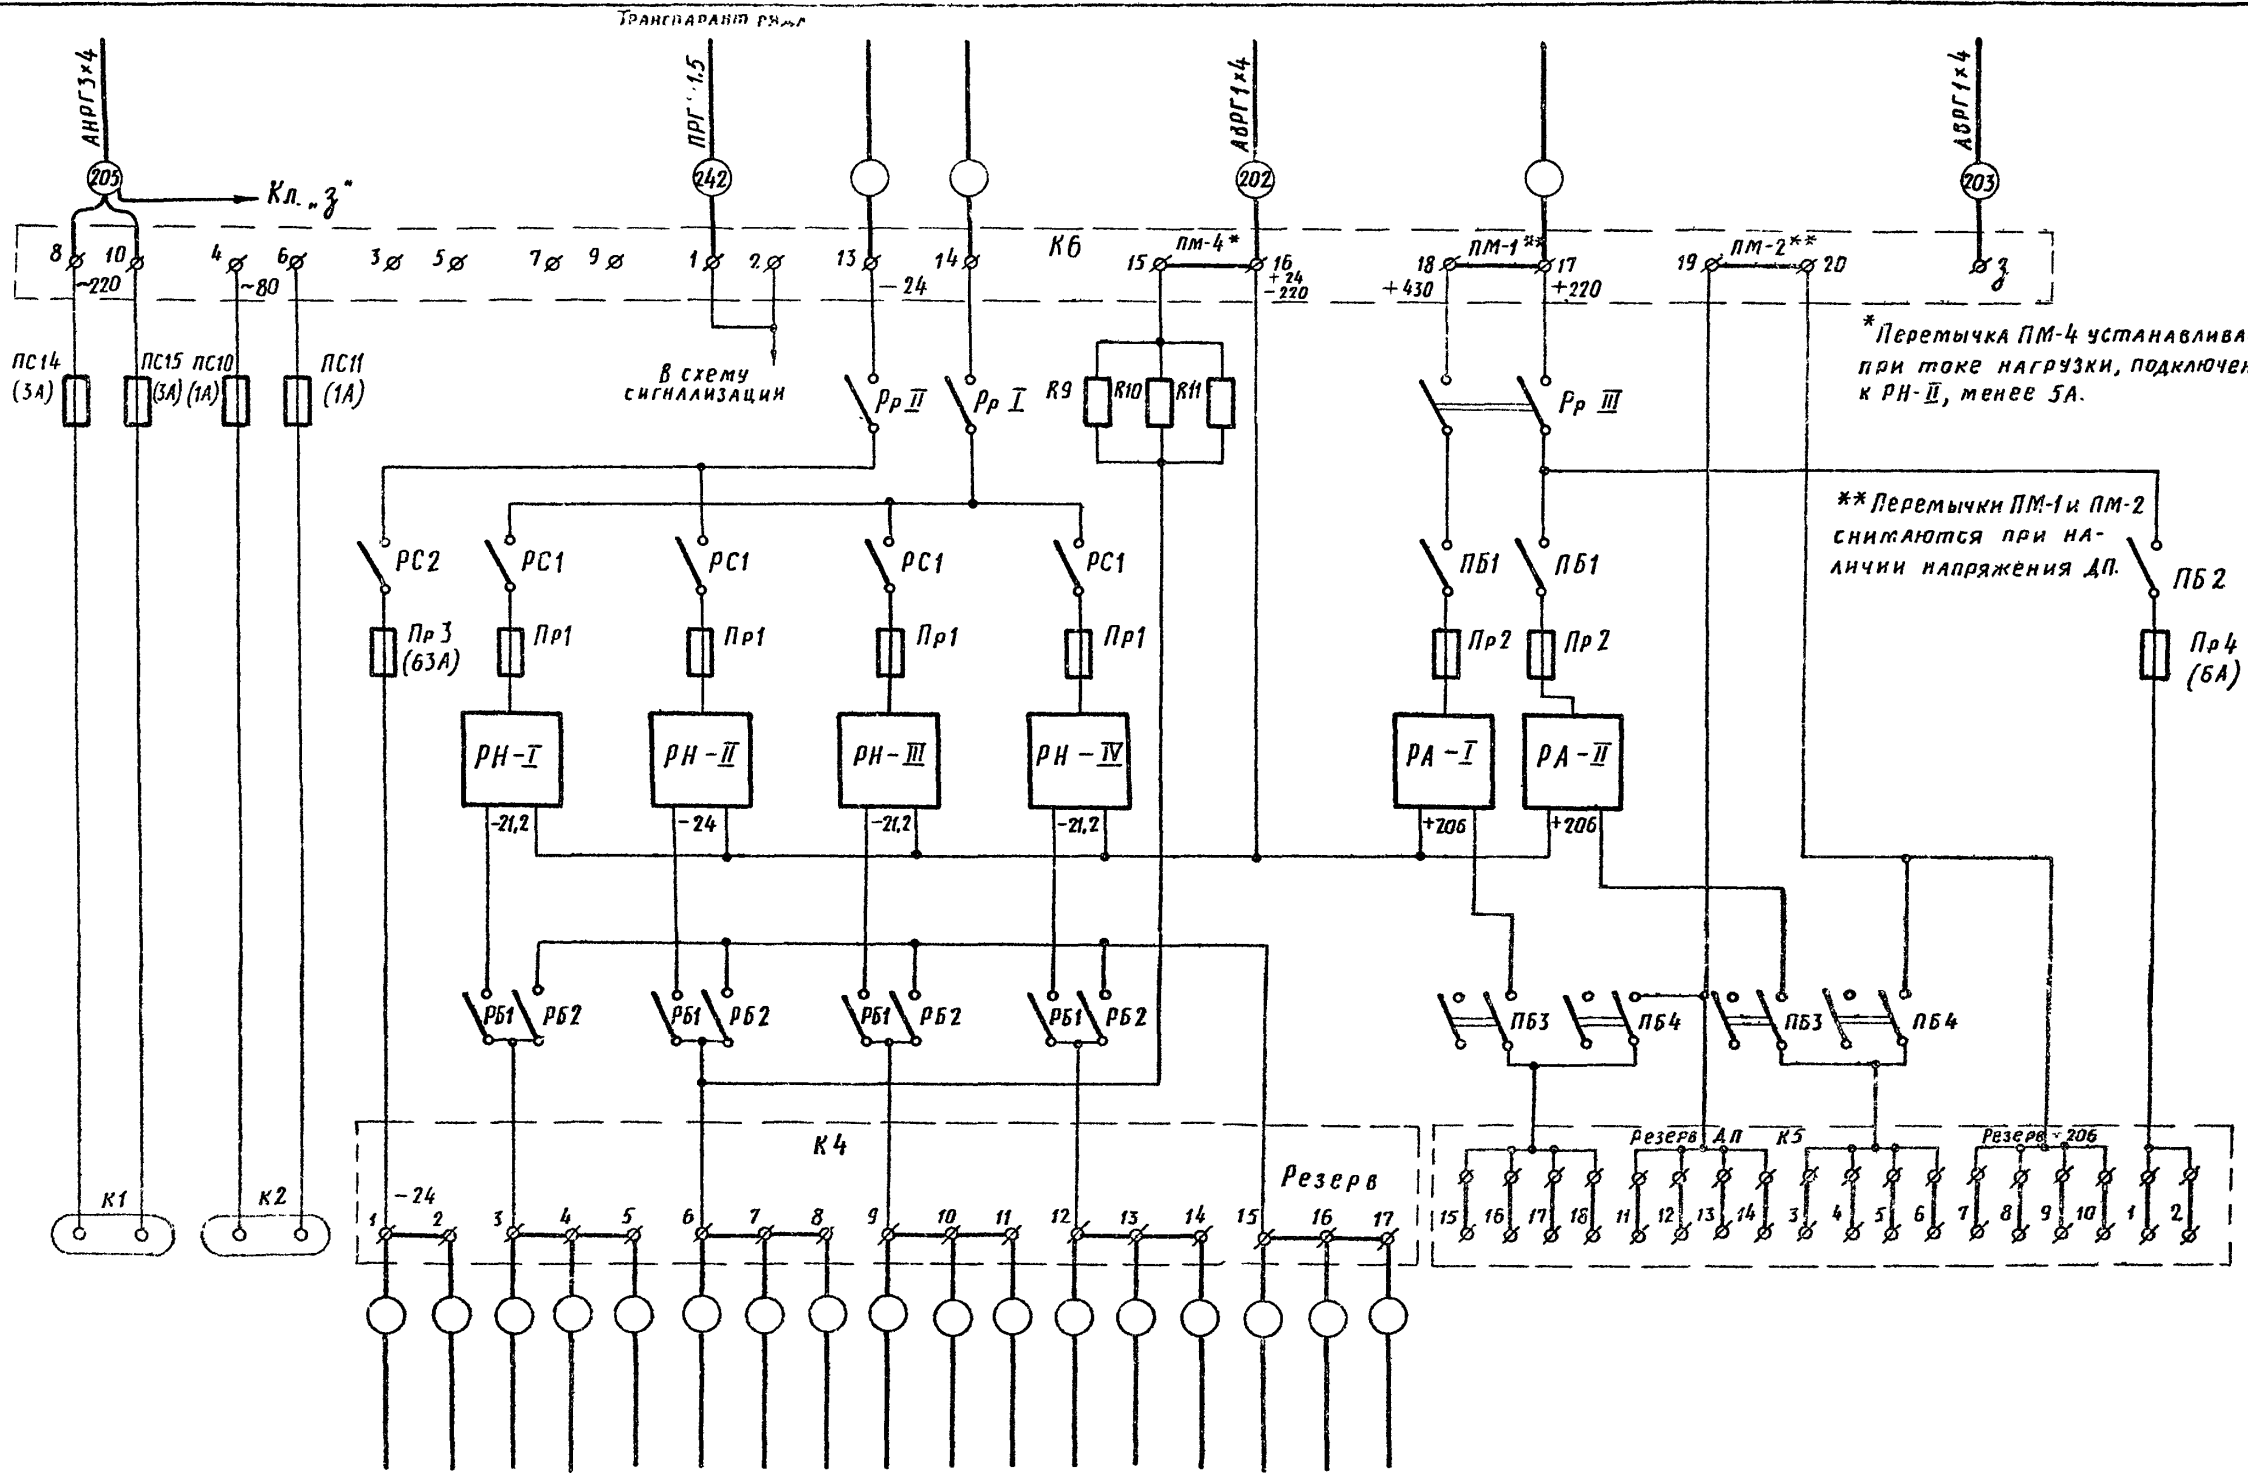 Транспарант ряда
АНРГ3×4
ПРГ 1.5
АВРГ1×4
АВРГ1×4
205
242
202
203
Кл. „З"
8 10 4 6 3 5 7 9 1 2 13 14 К6 15 ПМ-4* 16 18 ПМ-1** 17 19 ПМ-2** 20 З
~220 ~80 -24 +24 -220 +430 +220
* Перемычка ПМ-4 устанавлива
при токе нагрузки, подключен
к РН-II, менее 5А.
ПС14 (3А)
ПС15 (3А)
ПС10 (1А)
ПС11 (1А)
В схему
сигнализации
Рр II Рр I R9 R10 R11 Рр III
** Перемычки ПМ-1 и ПМ-2
снимаются при на-
личии напряжения ДП.
РС2 РС1 РС1 РС1 РС1 ПБ1 ПБ1 ПБ2
Пр3 (63А)
Пр1 Пр1 Пр1 Пр1 Пр2 Пр2
Пр4 (6А)
РН-I РН-II РН-III РН-IV РА-I РА-II
-21,2 -24 -21,2 -21,2 +206 +206
РБ1 РБ2 РБ1 РБ2 РБ1 РБ2 РБ1 РБ2 ПБ3 ПБ4 ПБ3 ПБ4
К4
Резерв ДП К5 Резерв 206
Резерв
К1 К2 -24
1 2 3 4 5 6 7 8 9 10 11 12 13 14 15 16 17
15 16 17 18 11 12 13 14 3 4 5 6 7 8 9 10 1 2